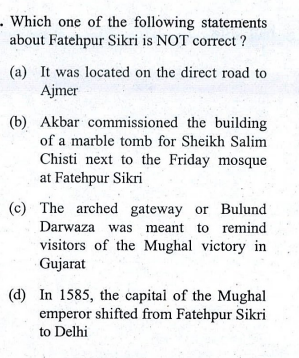 . Which one of the following statements
about Fatehpur Sikri is NOT correct ?
(a) It was located on the direct road to
Ajmer
(b) Akbar commissioned the building
of a marble tomb for Sheikh Salim
Chisti next to the Friday mosque
at Fatehpur Sikri
(c) The arched gateway or Bulund
Darwaza was meant to remind
visitors of the Mughal victory in
Gujarat
(d) In 1585, the capital of the Mughal
emperor shifted from Fatehpur Sikri
to Delhi